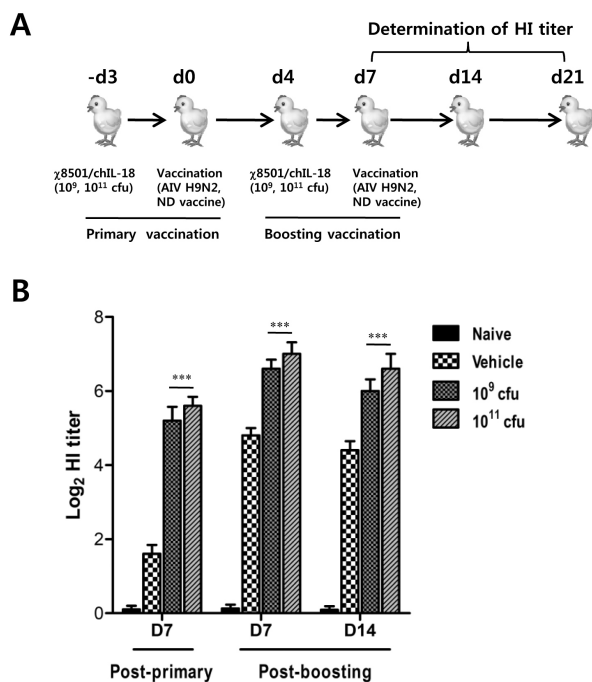 A
Determination of HI titer
-d3 d0 d4 d7 d14 d21
χ8501/chIL-18
(10⁹, 10¹¹ cfu)
Vaccination
(AIV H9N2,
ND vaccine)
χ8501/chIL-18
(10⁹, 10¹¹ cfu)
Vaccination
(AIV H9N2,
ND vaccine)
Primary vaccination
Boosting vaccination
B
Log₂ HI titer
8
6
4
2
0
***
***
***
Naive
Vehicle
10⁹ cfu
10¹¹ cfu
D7 D7 D14
Post-primary Post-boosting